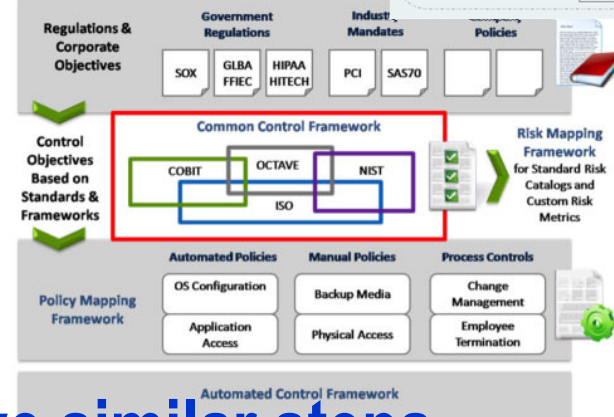 Regulations &
Corporate
Objectives
Government
Regulations
Industry
Mandates
Policies
SOX
GLBA
FFIEC
HIPAA
HITECH
PCI
SAS70
Control
Objectives
Based on
Standards &
Frameworks
Common Control Framework
COBIT
OCTAVE
NIST
ISO
Risk Mapping
Framework
for Standard Risk
Catalogs and
Custom Risk
Metrics
Policy Mapping
Framework
Automated Policies
Manual Policies
Process Controls
OS Configuration
Backup Media
Change
Management
Application
Access
Physical Access
Employee
Termination
Automated Control Framework
similar steps